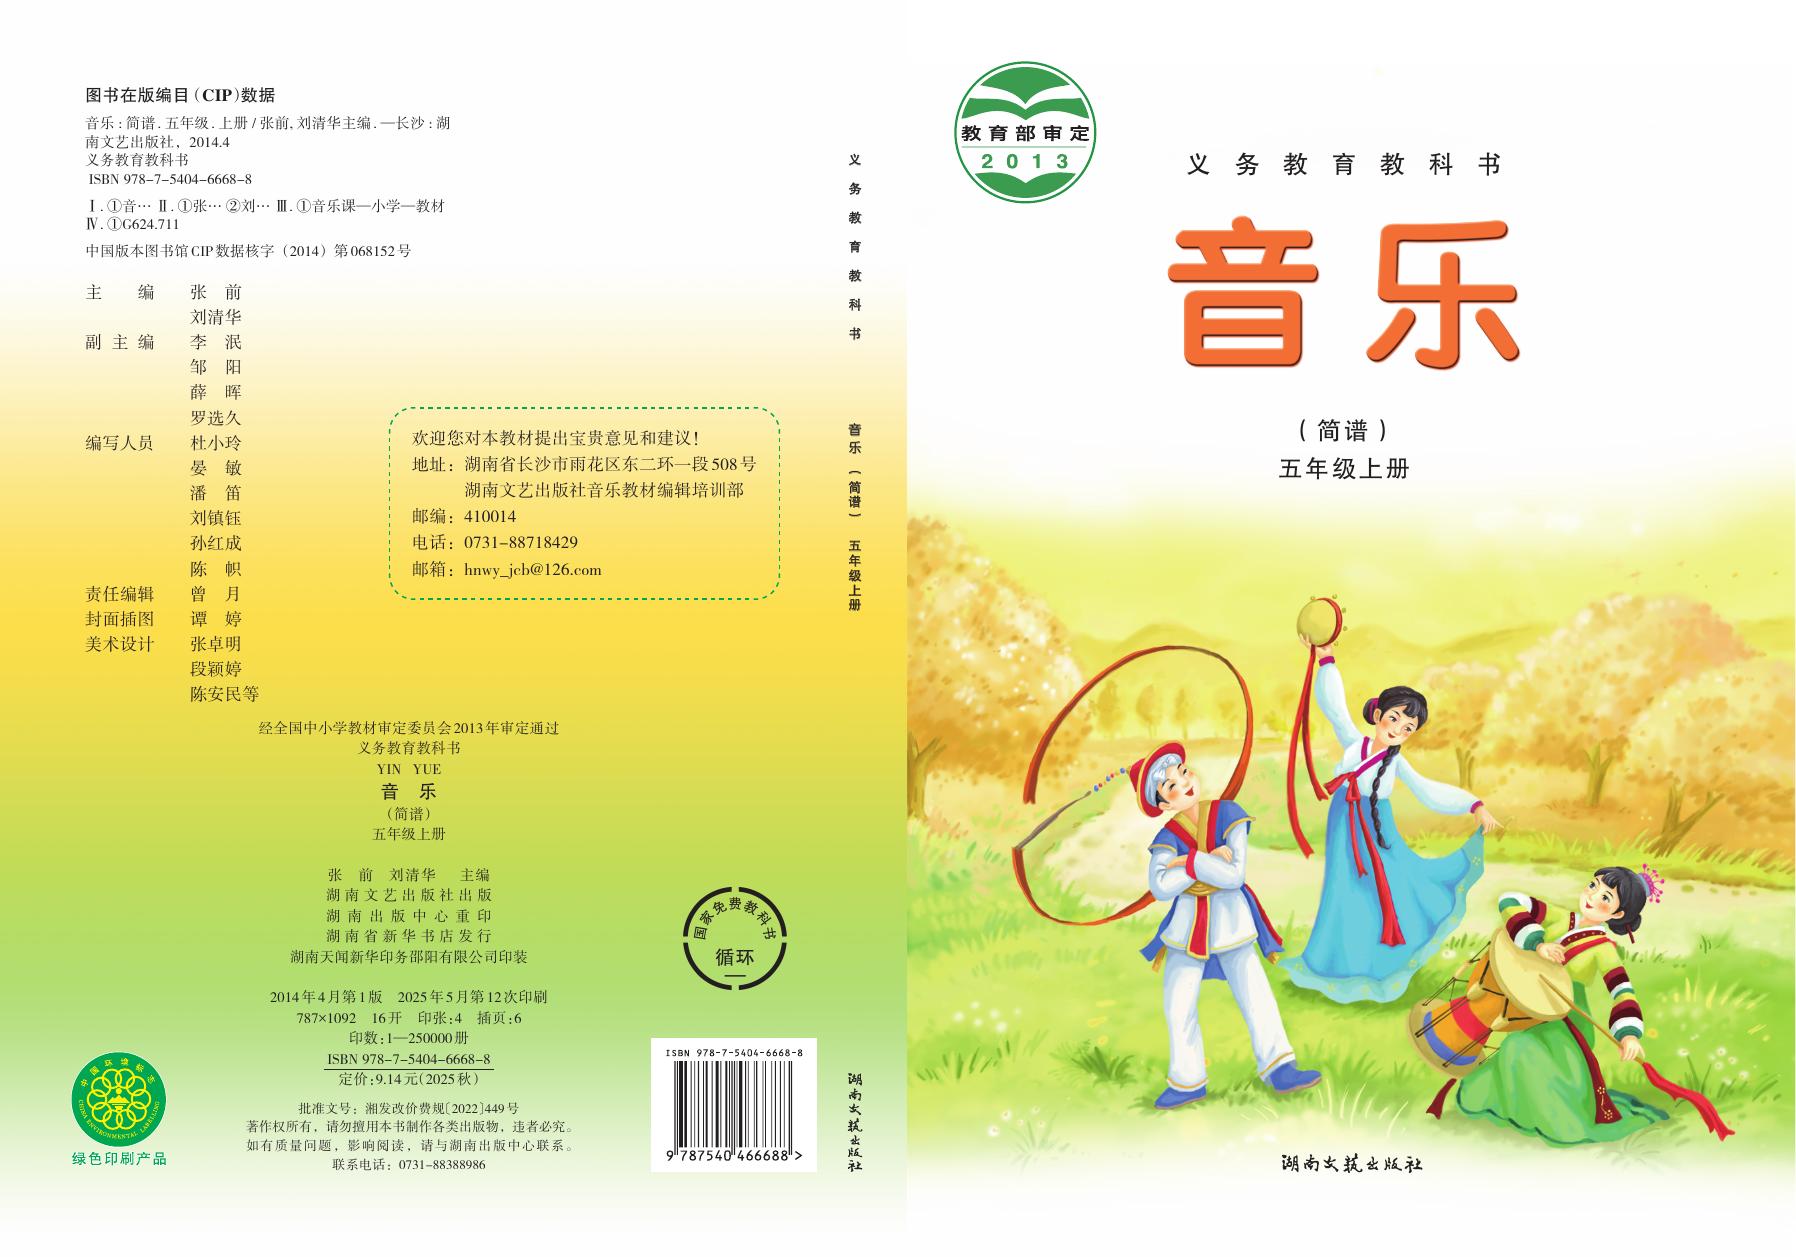 图书在版编目（CIP）数据
音乐：简谱．五年级．上册 / 张前，刘清华主编．—长沙：湖
南文艺出版社，2014.4
义务教育教科书
ISBN 978-7-5404-6668-8
Ⅰ．①音… Ⅱ．①张… ②刘… Ⅲ．①音乐课—小学—教材
Ⅳ．①G624.711
中国版本图书馆CIP数据核字（2014）第068152号
主　编　张　前
刘清华
副主编　李　泯
邹　阳
薛　晖
罗选久
编写人员　杜小玲
晏　敏
潘　笛
刘镇钰
孙红成
陈　帜
责任编辑　曾　月
封面插图　谭　婷
美术设计　张卓明
段颖婷
陈安民等
欢迎您对本教材提出宝贵意见和建议！
地址：湖南省长沙市雨花区东二环一段508号
湖南文艺出版社音乐教材编辑培训部
邮编：410014
电话：0731-88718429
邮箱：hnwy_jcb@126.com
经全国中小学教材审定委员会2013年审定通过
义务教育教科书
YIN YUE
音 乐
（简谱）
五年级上册
张　前　刘清华　主编
湖南文艺出版社出版
湖南出版中心重印
湖南省新华书店发行
湖南天闻新华印务邵阳有限公司印装
2014年4月第1版　2025年5月第12次印刷
787×1092　16开　印张：4　插页：6
印数：1—250000册
ISBN 978-7-5404-6668-8
定价：9.14元（2025秋）
批准文号：湘发改价费规〔2022〕449号
著作权所有，请勿擅用本书制作各类出版物，违者必究。
如有质量问题，影响阅读，请与湖南出版中心联系。
联系电话：0731-88388986
中国环境标志
CHINA ENVIRONMENTAL LABELLING
绿色印刷产品
国家免费教科书
循环
ISBN 978-7-5404-6668-8
9 787540 466688 >
义务教育教科书
音乐（简谱）　五年级上册
湖南文艺出版社
教育部审定
2013
义务教育教科书
音乐
（简谱）
五年级上册
湖南文艺出版社